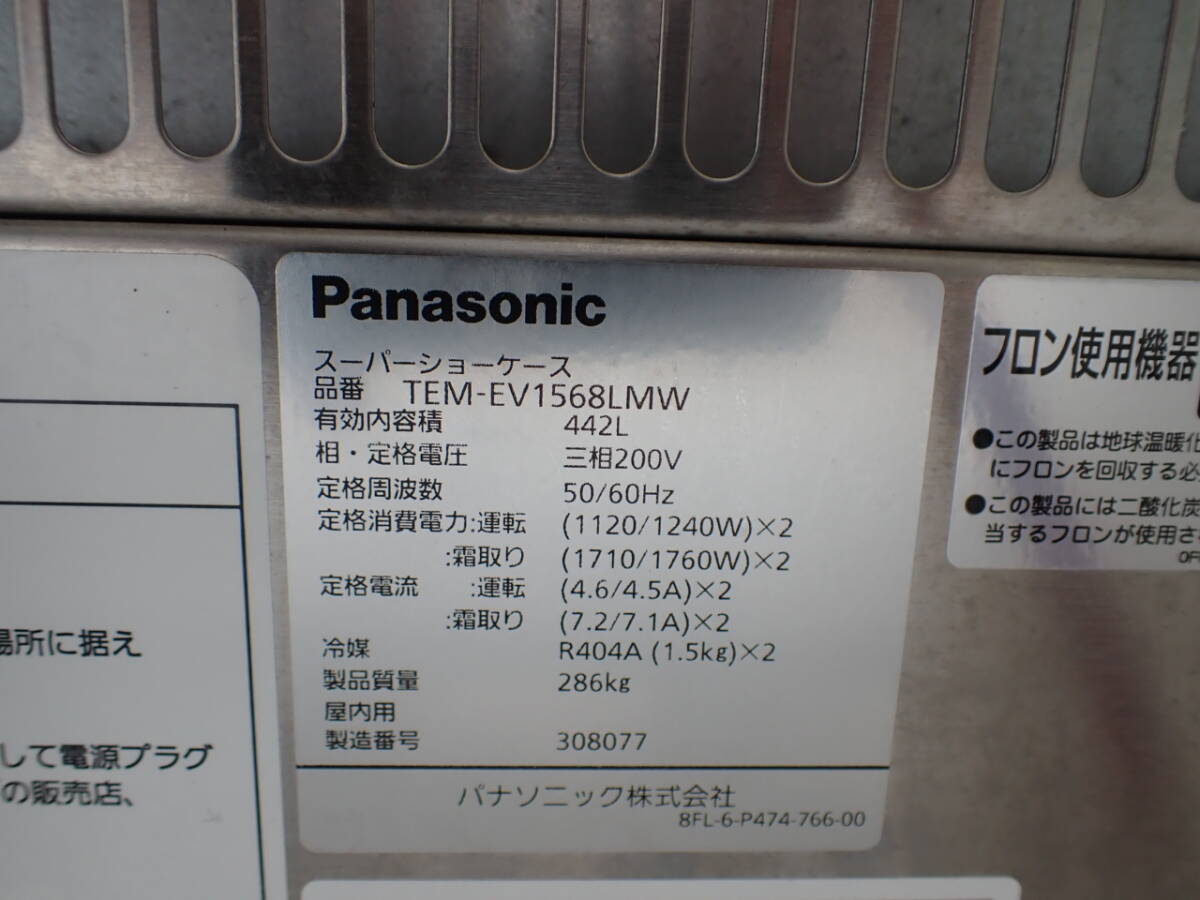 Panasonic
スーパーショーケース
品番 TEM-EV1568LMW
有効内容積 442L
相・定格電圧 三相200V
定格周波数 50/60Hz
定格消費電力:運転 (1120/1240W)×2
:霜取り (1710/1760W)×2
定格電流 :運転 (4.6/4.5A)×2
:霜取り (7.2/7.1A)×2
冷媒 R404A (1.5kg)×2
製品質量 286kg
屋内用
製造番号 308077
パナソニック株式会社
8FL-6-P474-766-00
フロン使用機器
●この製品は地球温暖化
にフロンを回収する必
●この製品には二酸化炭
当するフロンが使用さ
場所に据え
して電源プラグ
の販売店、